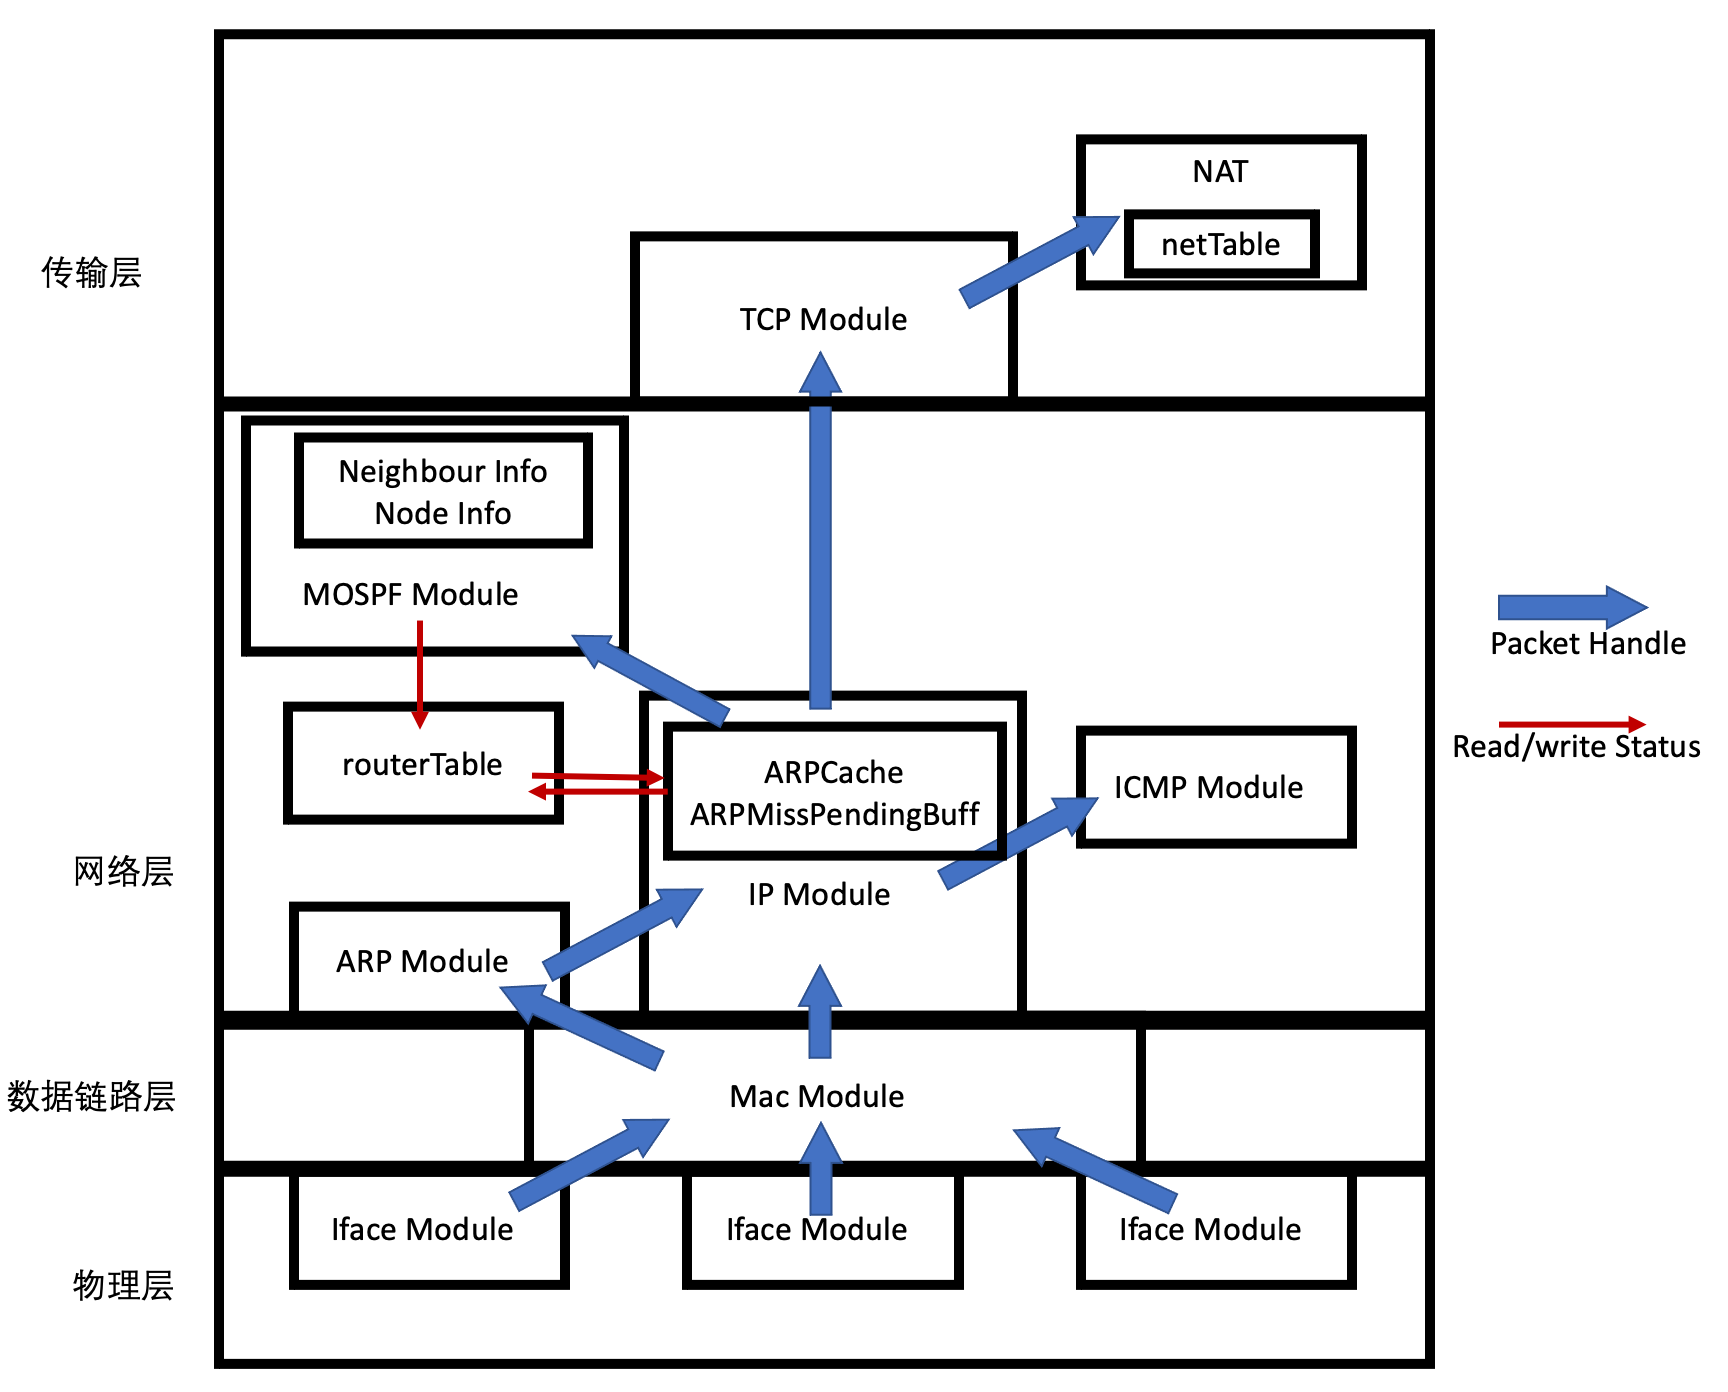 NAT
netTable
传输层
TCP Module
Neighbour Info
Node Info
MOSPF Module
Packet Handle
Read/write Status
routerTable
ARPCache
ARPMissPendingBuff
ICMP Module
网络层
IP Module
ARP Module
数据链路层
Mac Module
Iface Module
Iface Module
Iface Module
物理层